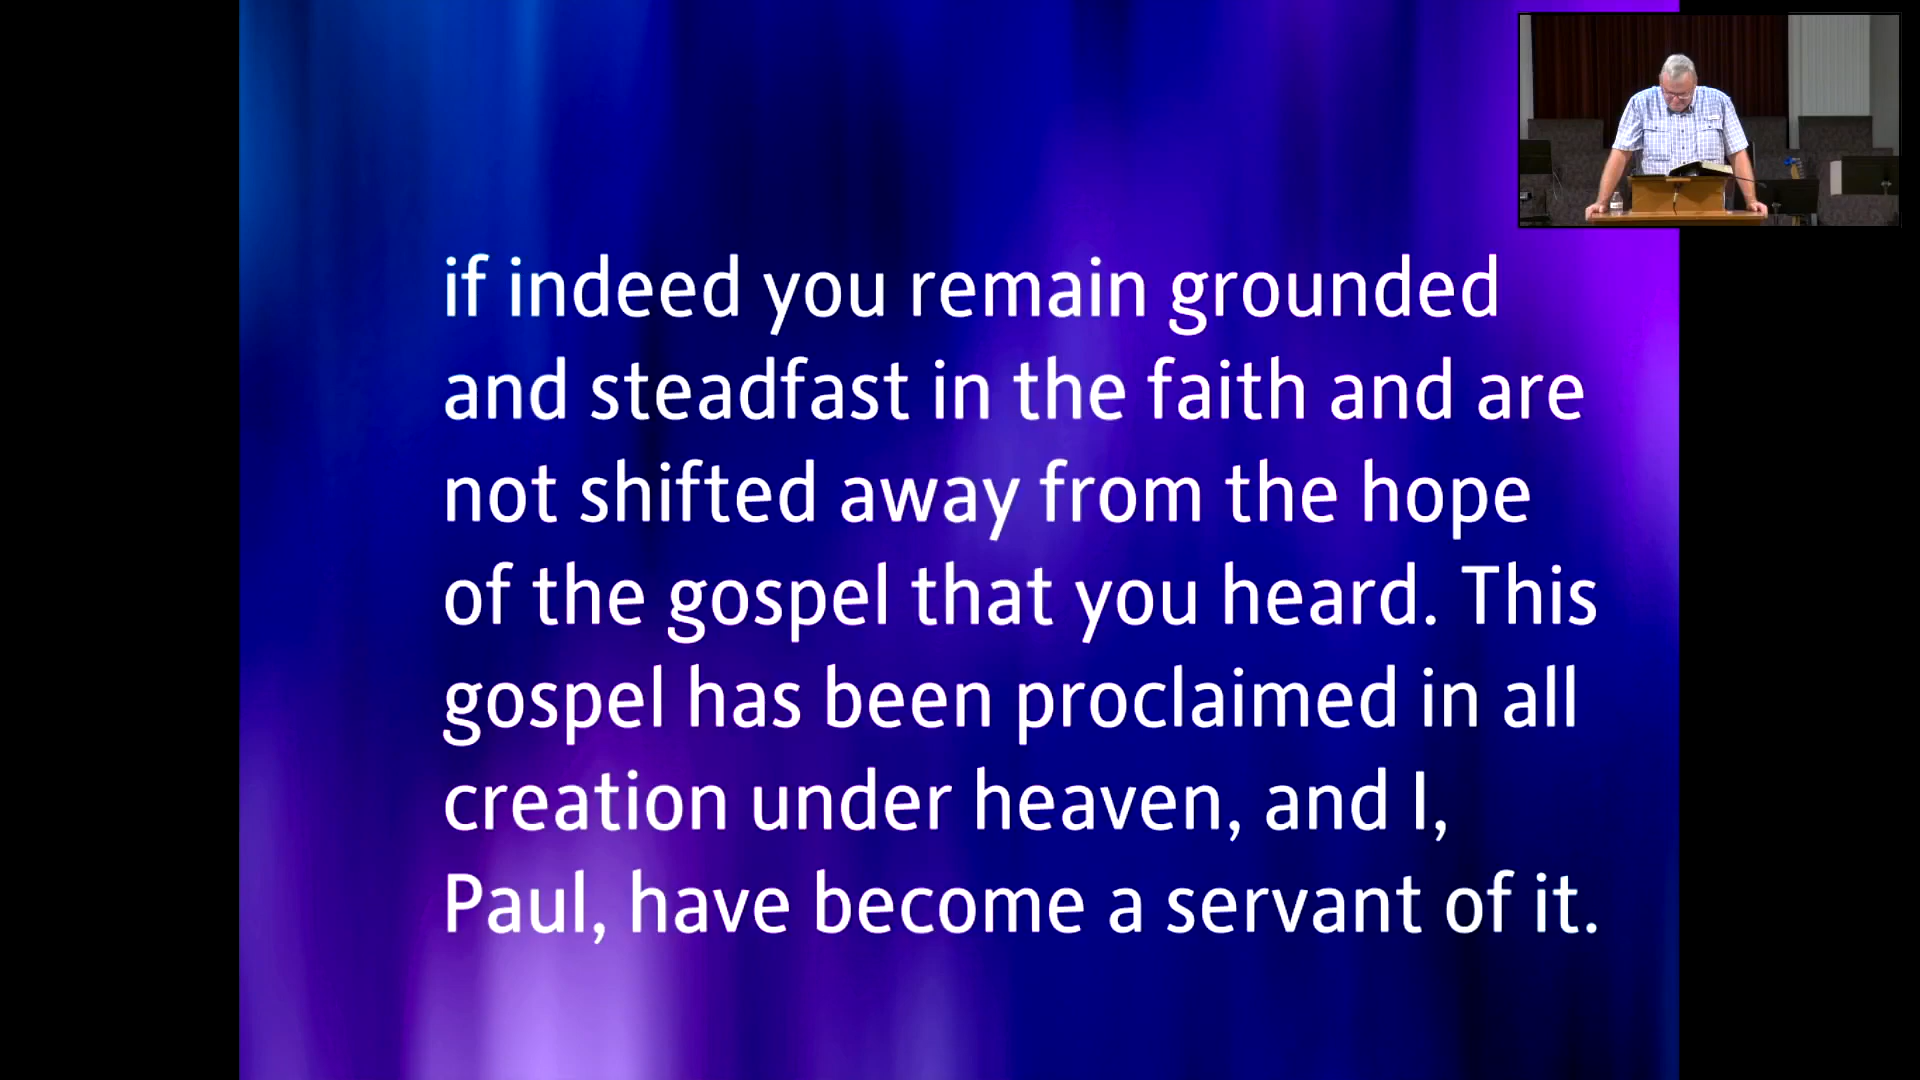 if indeed you remain grounded
and steadfast in the faith and are
not shifted away from the hope
of the gospel that you heard. This
gospel has been proclaimed in all
creation under heaven, and I,
Paul, have become a servant of it.